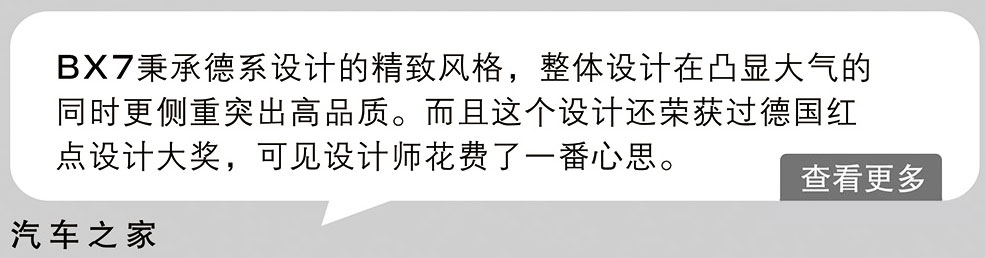 BX7秉承德系设计的精致风格，整体设计在凸显大气的
同时更侧重突出高品质。而且这个设计还荣获过德国红
点设计大奖，可见设计师花费了一番心思。
查看更多
汽车之家